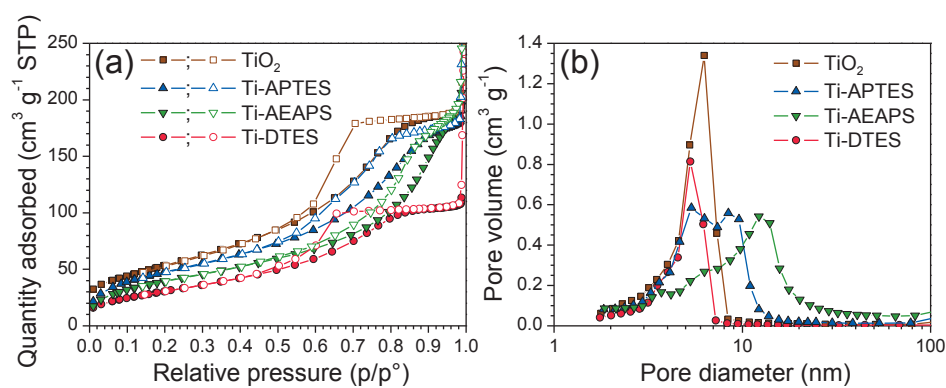 (a)
TiO₂
Ti-APTES
Ti-AEAPS
Ti-DTES
Quantity adsorbed (cm³ g⁻¹ STP)
250
200
150
100
50
0
0.0 0.1 0.2 0.3 0.4 0.5 0.6 0.7 0.8 0.9 1.0
Relative pressure (p/p°)
(b)
TiO₂
Ti-APTES
Ti-AEAPS
Ti-DTES
Pore volume (cm³ g⁻¹)
1.4
1.2
1.0
0.8
0.6
0.4
0.2
0.0
1 10 100
Pore diameter (nm)